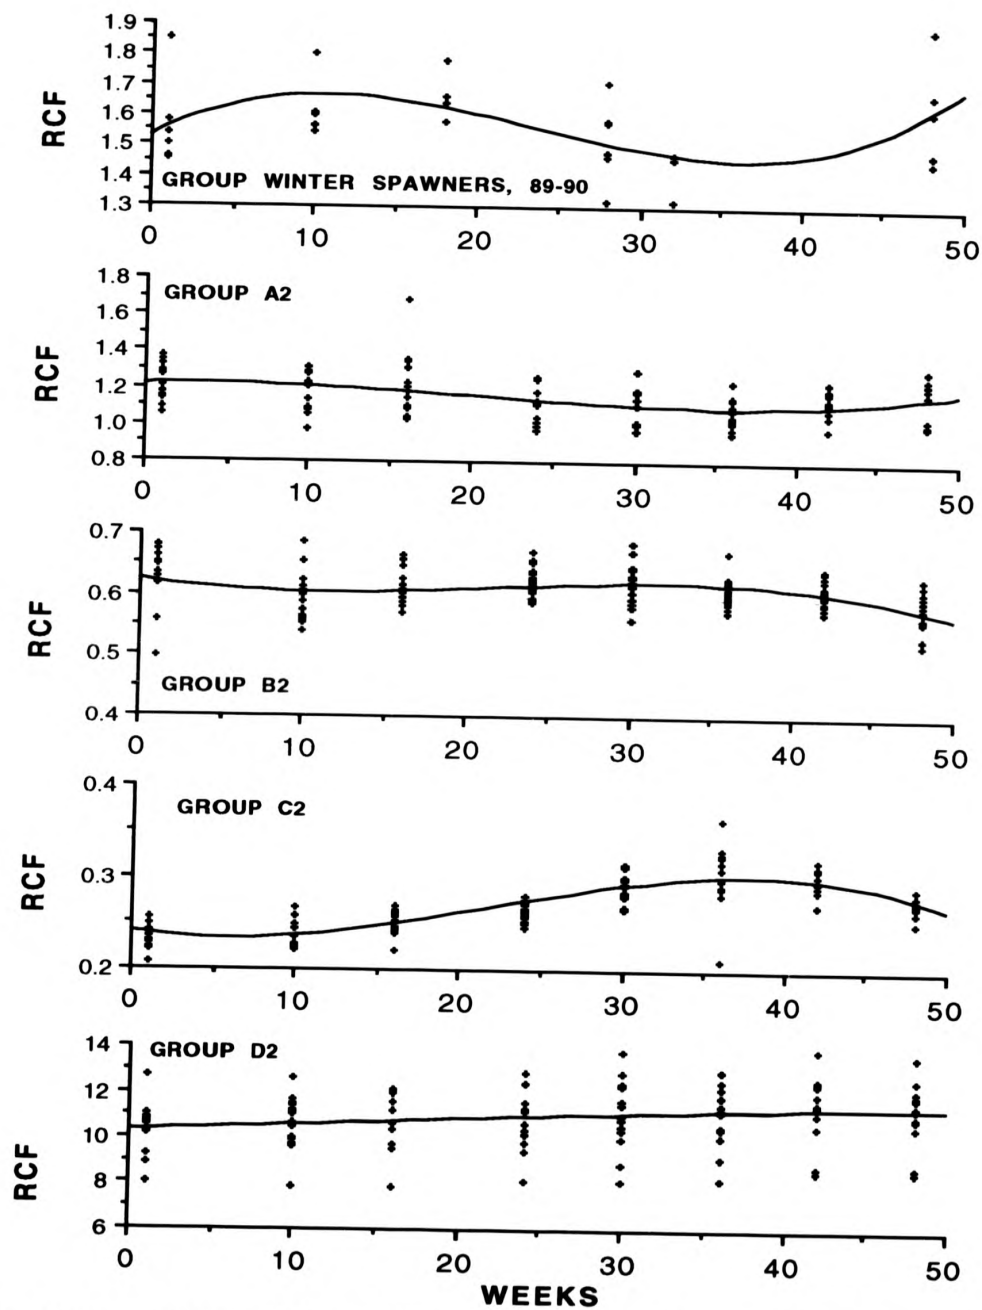 1.9
1.8
1.7
1.6
1.5
1.4
1.3
RCF
GROUP WINTER SPAWNERS, 89-90
0 10 20 30 40 50
1.8
1.6
1.4
1.2
1.0
0.8
RCF
GROUP A2
0 10 20 30 40 50
0.7
0.6
0.5
0.4
RCF
GROUP B2
0 10 20 30 40 50
0.4
0.3
0.2
RCF
GROUP C2
0 10 20 30 40 50
14
12
10
8
6
RCF
GROUP D2
0 10 20 30 40 50
WEEKS